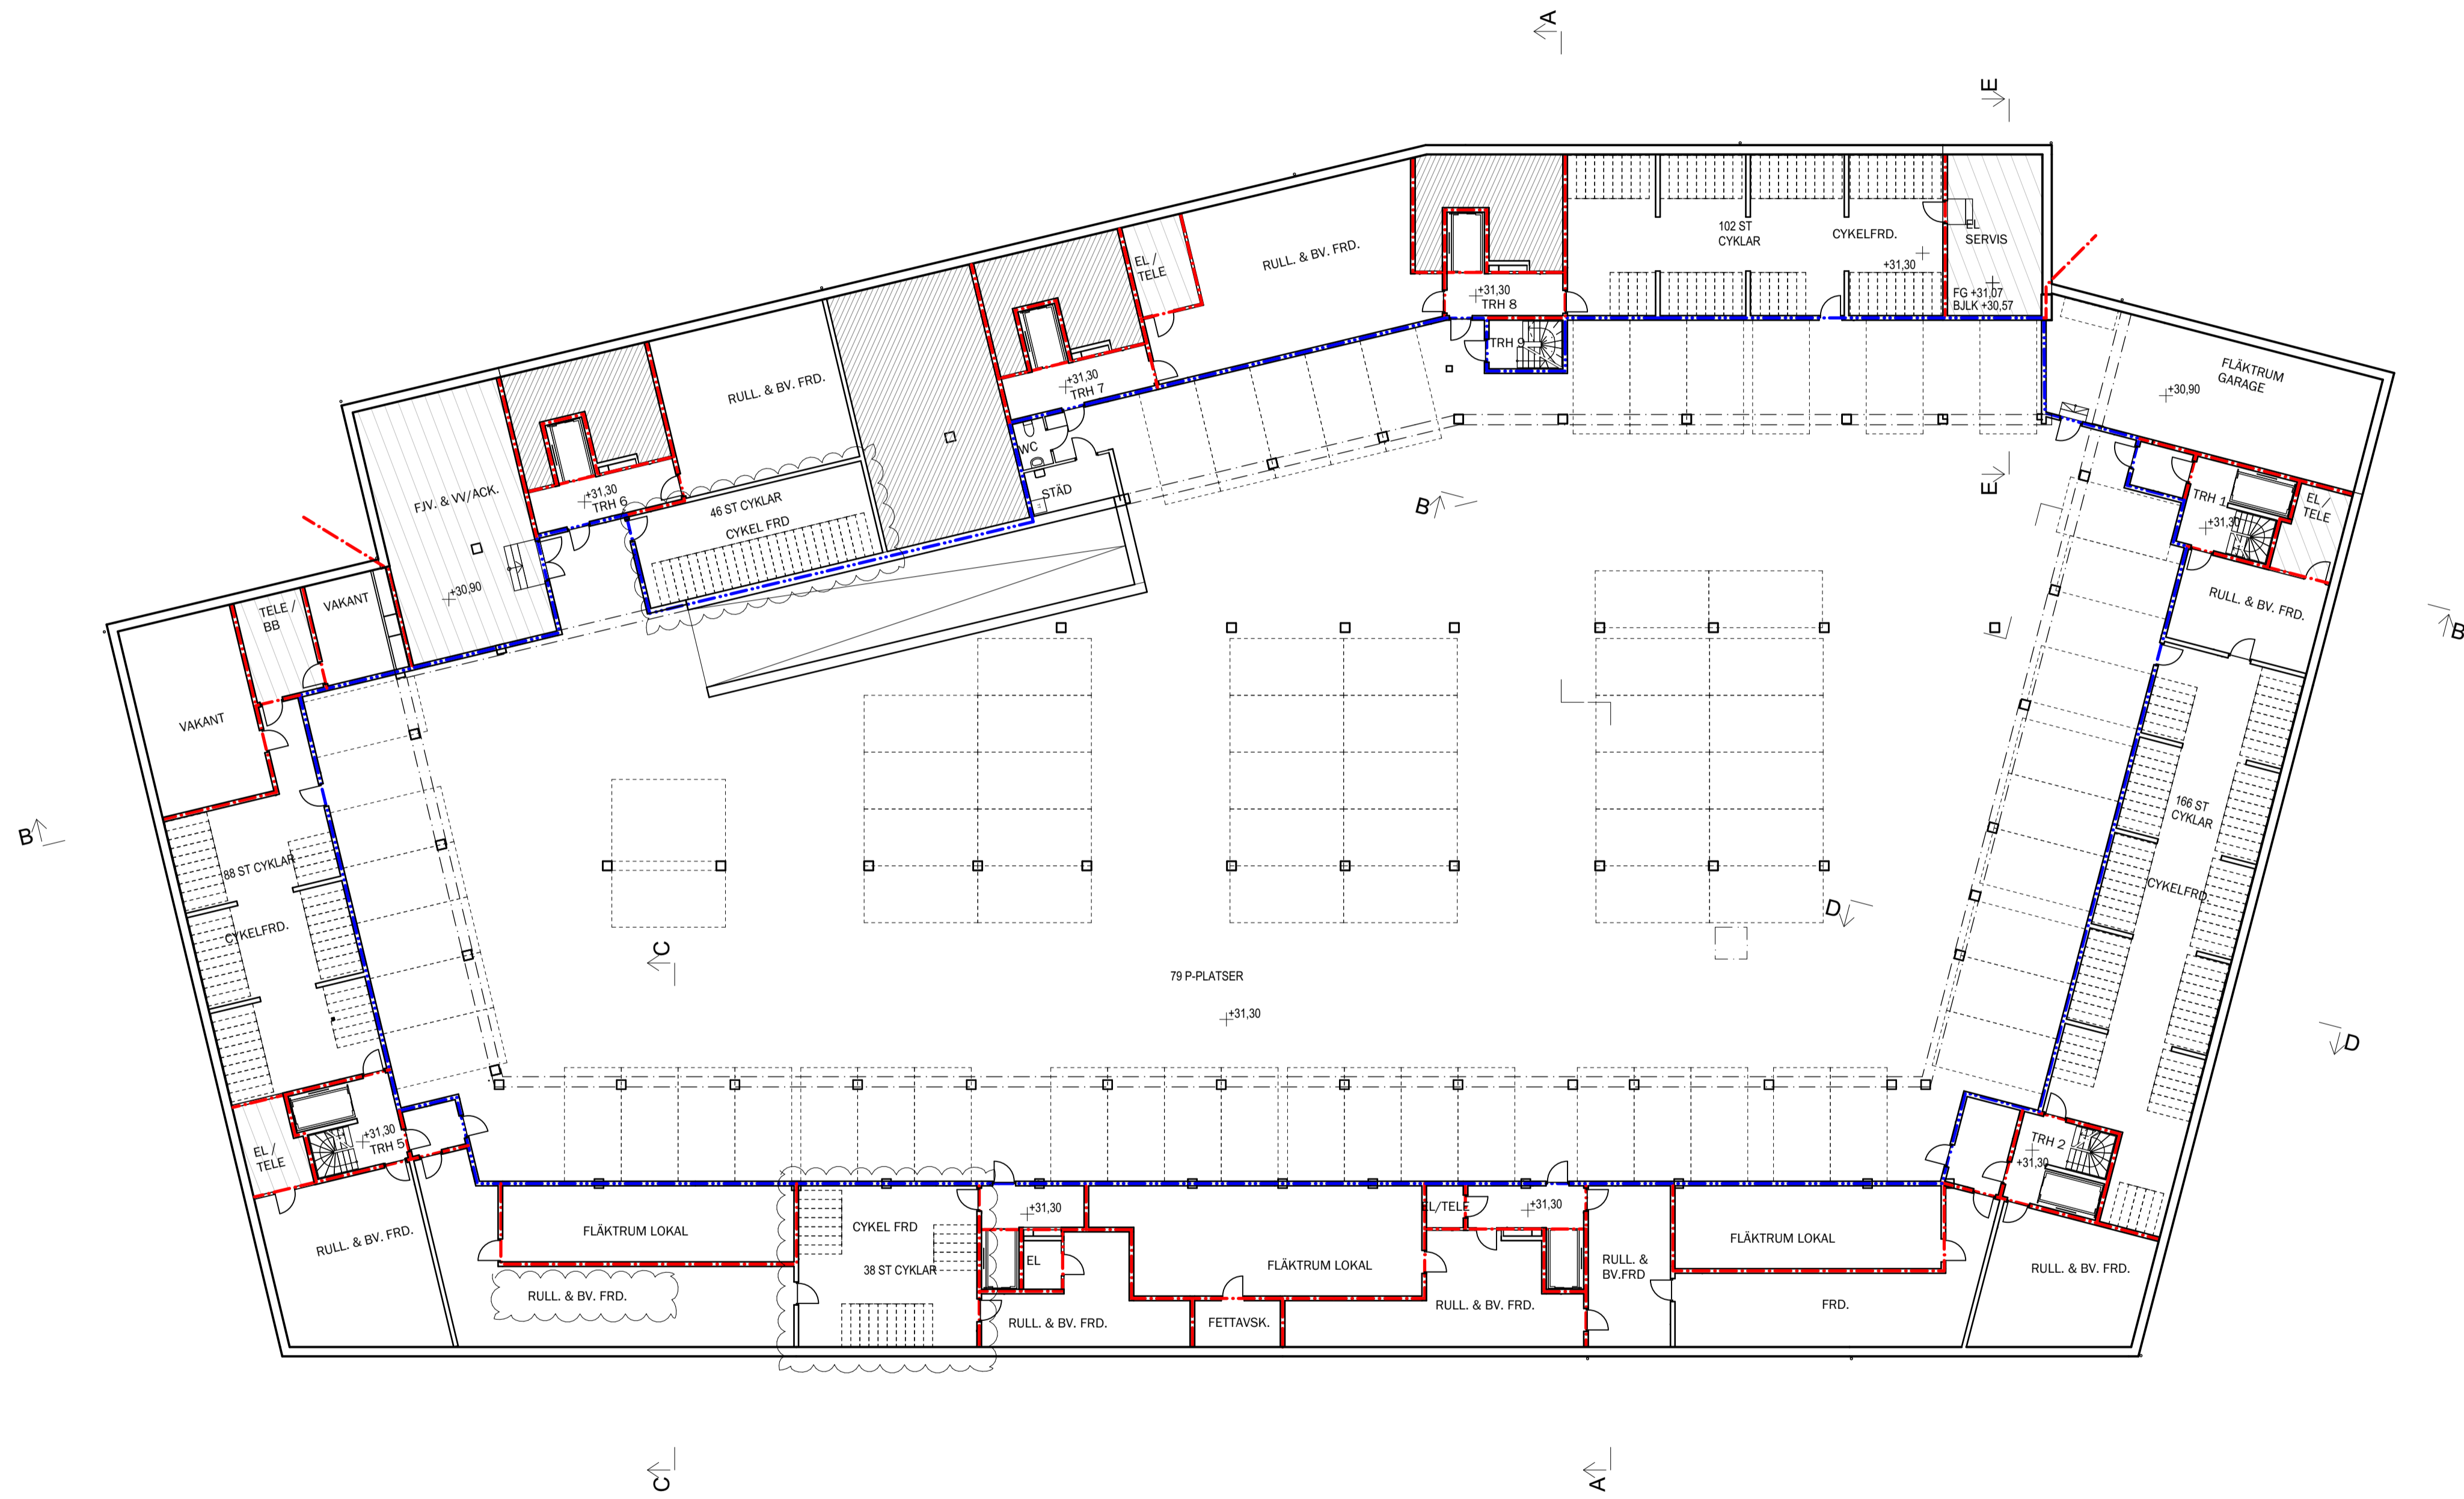 A
E
102 ST
CYKLAR
CYKELFRD.
+31,30
EL
SERVIS
FG +31,07
BJLK +30,57
RULL. & BV. FRD.
EL /
TELE
+31,30
TRH 8
TRH 9
FLÄKTRUM
GARAGE
+30,90
+31,30
TRH 7
RULL. & BV. FRD.
WC
STÄD
FJV. & VV/ACK.
+31,30
TRH 6
46 ST CYKLAR
CYKEL FRD
+30,90
B
E
TRH 1
+31,30
EL /
TELE
RULL. & BV. FRD.
B
TELE /
BB
VAKANT
VAKANT
B
88 ST CYKLAR
CYKELFRD.
166 ST
CYKLAR
CYKELFRD.
D
C
79 P-PLATSER
+31,30
D
EL /
TELE
+31,30
TRH 5
TRH 2
+31,30
RULL. & BV. FRD.
FLÄKTRUM LOKAL
RULL. & BV. FRD.
CYKEL FRD
38 ST CYKLAR
+31,30
EL
RULL. & BV. FRD.
FLÄKTRUM LOKAL
FETTAVSK.
EL/TELE
+31,30
RULL. & BV. FRD.
RULL. &
BV.FRD
FLÄKTRUM LOKAL
FRD.
RULL. & BV. FRD.
C
A